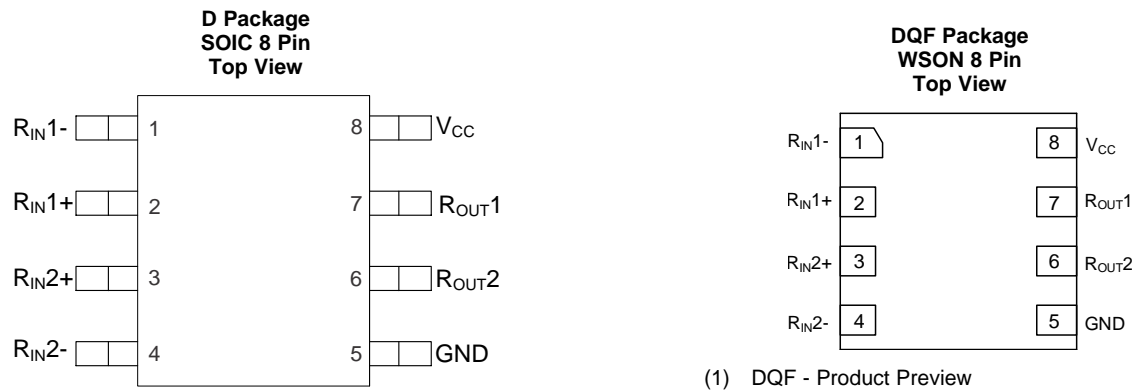 D Package
SOIC 8 Pin
Top View
R_IN1- 1 8 V_CC
R_IN1+ 2 7 R_OUT1
R_IN2+ 3 6 R_OUT2
R_IN2- 4 5 GND
DQF Package
WSON 8 Pin
Top View
R_IN1- 1 8 V_CC
R_IN1+ 2 7 R_OUT1
R_IN2+ 3 6 R_OUT2
R_IN2- 4 5 GND
(1) DQF - Product Preview